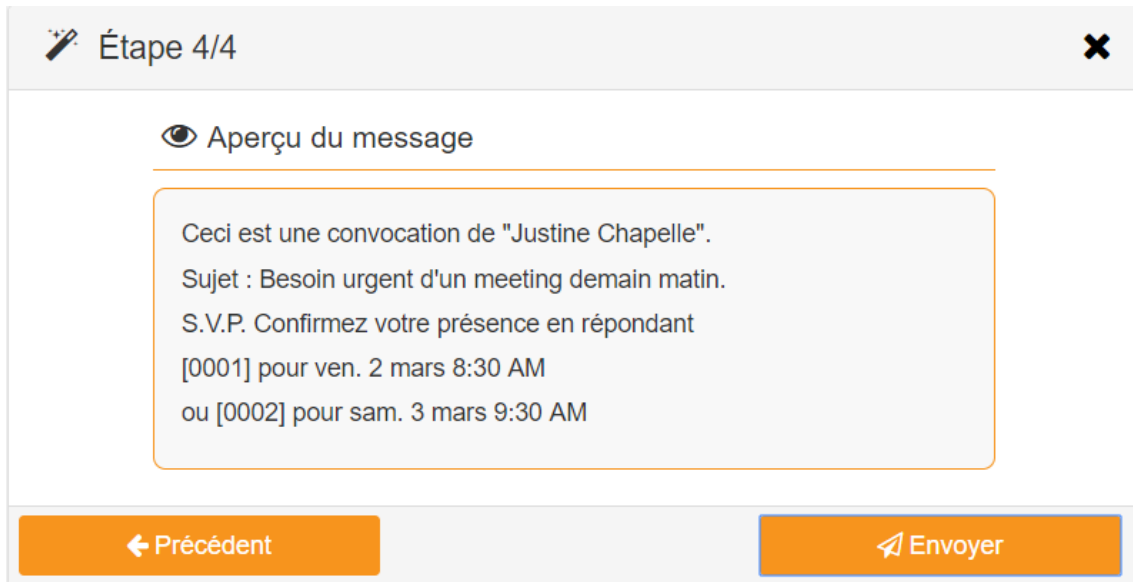 Étape 4/4
Aperçu du message
Ceci est une convocation de "Justine Chapelle".
Sujet : Besoin urgent d'un meeting demain matin.
S.V.P. Confirmez votre présence en répondant
[0001] pour ven. 2 mars 8:30 AM
ou [0002] pour sam. 3 mars 9:30 AM
Précédent
Envoyer